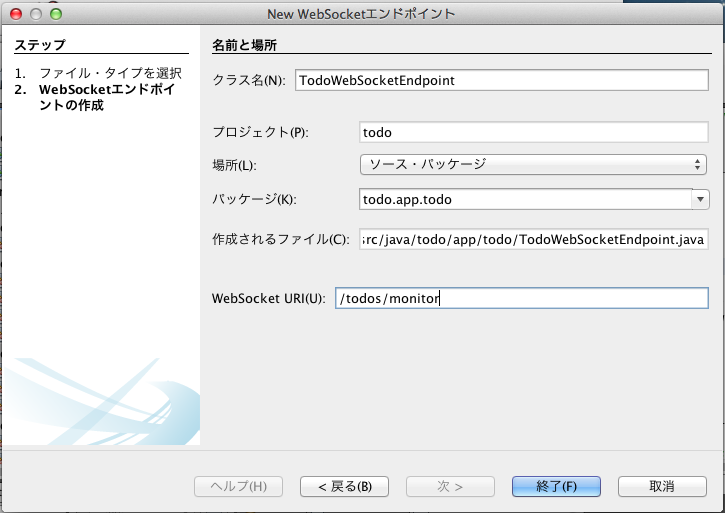 New WebSocketエンドポイント
ステップ
1. ファイル・タイプを選択
2. WebSocketエンドポイ
ントの作成
名前と場所
クラス名(N): TodoWebSocketEndpoint
プロジェクト(P): todo
場所(L): ソース・パッケージ
パッケージ(K): todo.app.todo
作成されるファイル(C): src/java/todo/app/todo/TodoWebSocketEndpoint.java
WebSocket URI(U): /todos/monitor
ヘルプ(H) < 戻る(B) 次 > 終了(F) 取消